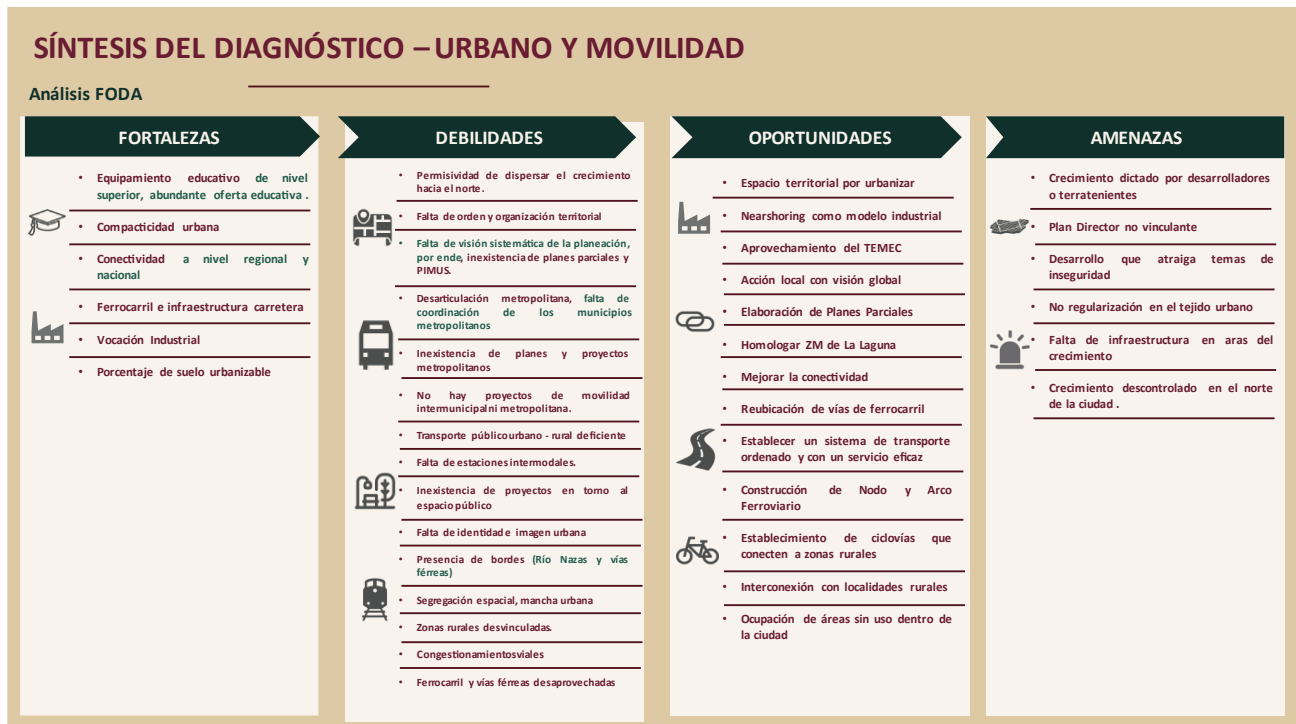 SÍNTESIS DEL DIAGNÓSTICO – URBANO Y MOVILIDAD
Análisis FODA
FORTALEZAS
• Equipamiento educativo de nivel
superior, abundante oferta educativa .
• Compacticidad urbana
• Conectividad a nivel regional y
nacional
• Ferrocarril e infraestructura carretera
• Vocación Industrial
• Porcentaje de suelo urbanizable
DEBILIDADES
• Permisividad de dispersar el crecimiento
hacia el norte.
• Falta de orden y organización territorial
• Falta de visión sistemática de la planeación,
por ende, inexistencia de planes parciales y
PIMUS.
• Desarticulación metropolitana, falta de
coordinación de los municipios
metropolitanos
• Inexistencia de planes y proyectos
metropolitanos
• No hay proyectos de movilidad
intermunicipal ni metropolitana.
• Transporte público urbano - rural deficiente
• Falta de estaciones intermodales.
• Inexistencia de proyectos en torno al
espacio público
• Falta de identidad e imagen urbana
• Presencia de bordes (Río Nazas y vías
férreas)
• Segregación espacial, mancha urbana
• Zonas rurales desvinculadas.
• Congestionamientos viales
• Ferrocarril y vías férreas desaprovechadas
OPORTUNIDADES
• Espacio territorial por urbanizar
• Nearshoring como modelo industrial
• Aprovechamiento del TEMEC
• Acción local con visión global
• Elaboración de Planes Parciales
• Homologar ZM de La Laguna
• Mejorar la conectividad
• Reubicación de vías de ferrocarril
• Establecer un sistema de transporte
ordenado y con un servicio eficaz
• Construcción de Nodo y Arco
Ferroviario
• Establecimiento de ciclovías que
conecten a zonas rurales
• Interconexión con localidades rurales
• Ocupación de áreas sin uso dentro de
la ciudad
AMENAZAS
• Crecimiento dictado por desarrolladores
o terratenientes
• Plan Director no vinculante
• Desarrollo que atraiga temas de
inseguridad
• No regularización en el tejido urbano
• Falta de infraestructura en aras del
crecimiento
• Crecimiento descontrolado en el norte
de la ciudad .